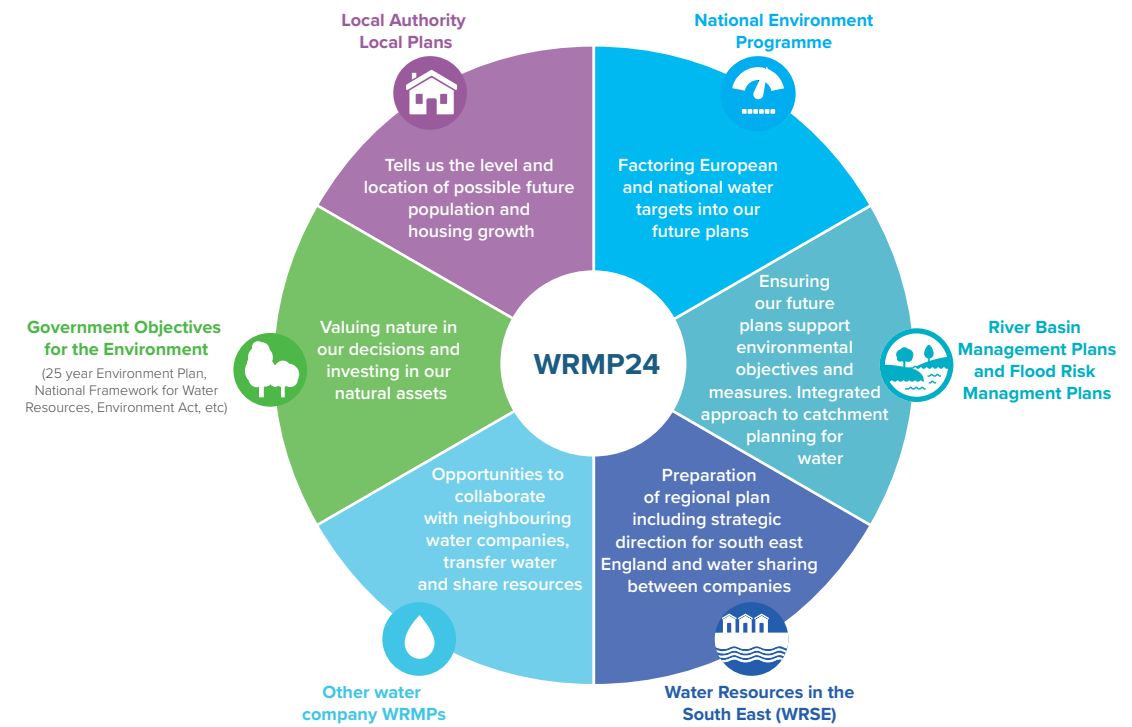 Local Authority
Local Plans
National Environment
Programme
Tells us the level and
location of possible future
population and
housing growth
Factoring European
and national water
targets into our
future plans
Government Objectives
for the Environment
(25 year Environment Plan,
National Framework for Water
Resources, Environment Act, etc)
Valuing nature in
our decisions and
investing in our
natural assets
WRMP24
Ensuring
our future
plans support
environmental
objectives and
measures. Integrated
approach to catchment
planning for
water
River Basin
Management Plans
and Flood Risk
Managment Plans
Opportunities to
collaborate
with neighbouring
water companies,
transfer water
and share resources
Preparation
of regional plan
including strategic
direction for south east
England and water sharing
between companies
Other water
company WRMPs
Water Resources in the
South East (WRSE)